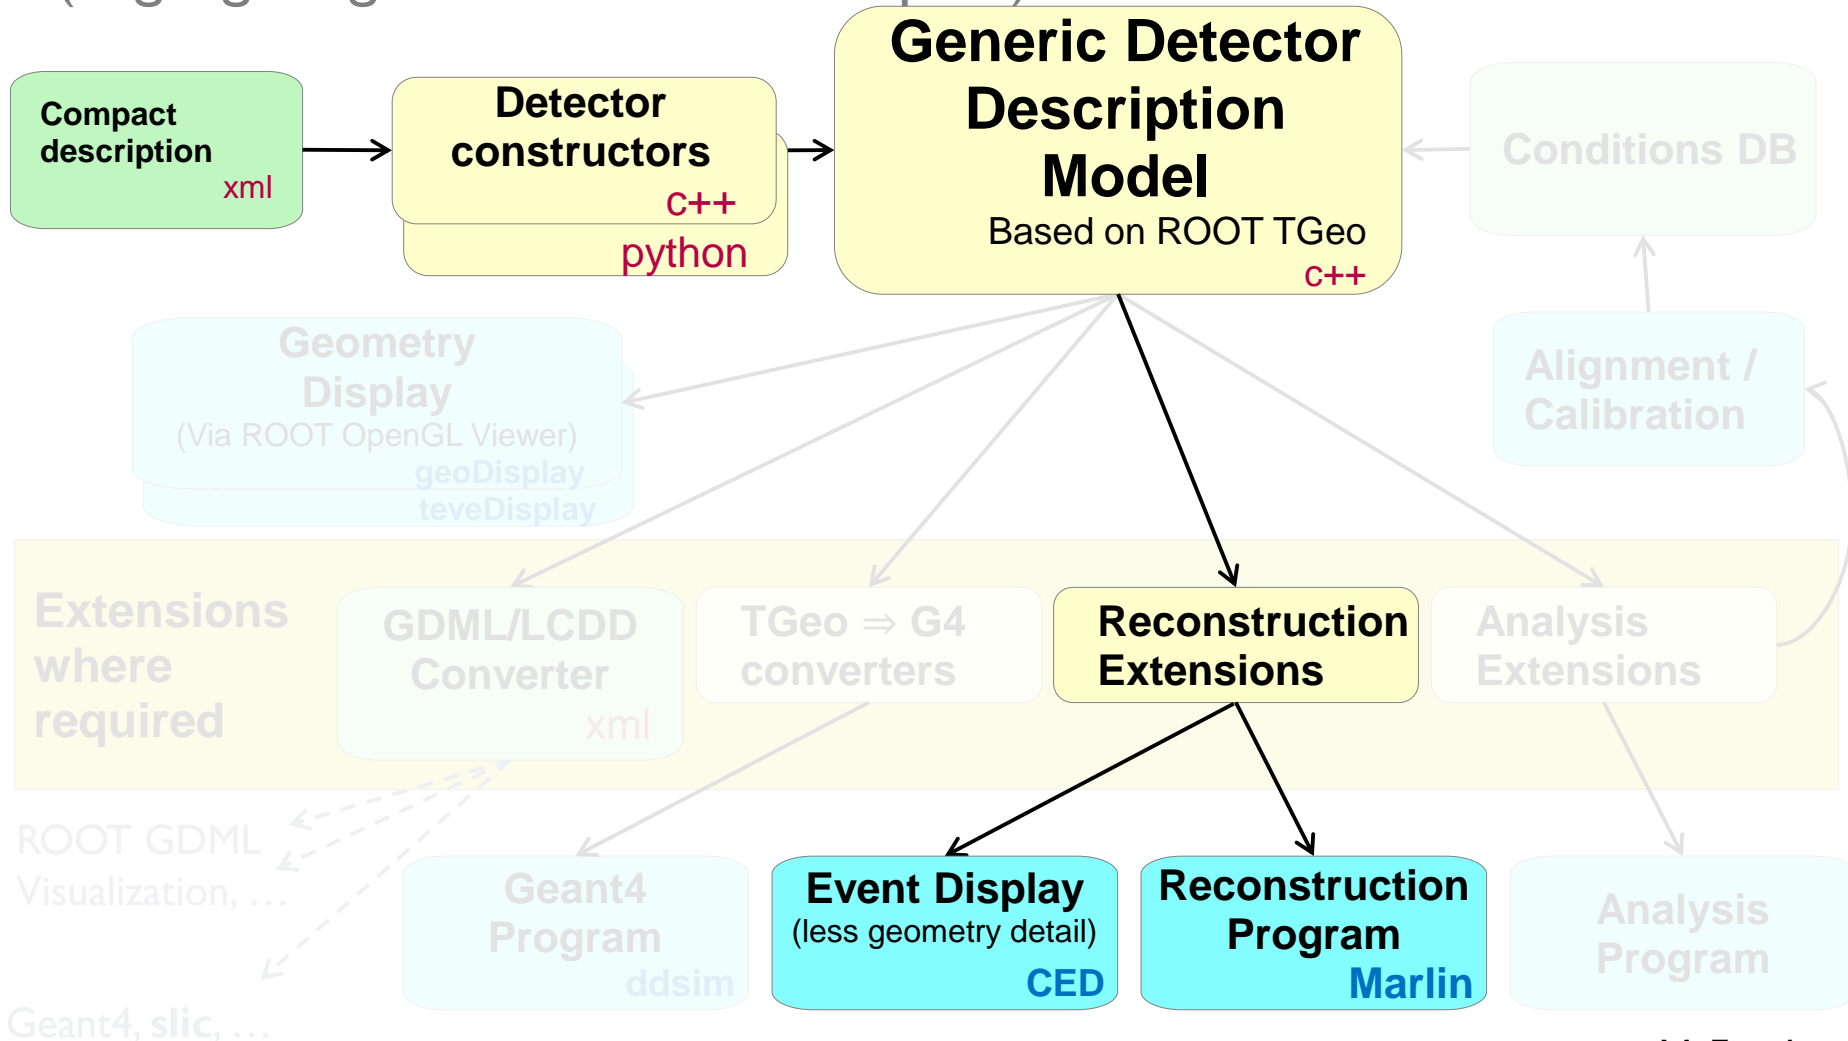 Generic Detector
Description
Model
Based on ROOT TGeo
c++
Compact
description
xml
Detector
constructors
c++
python
Conditions DB
Geometry
Display
(Via ROOT OpenGL Viewer)
geoDisplay
teveDisplay
Alignment /
Calibration
Extensions
where
required
GDML/LCDD
Converter
xml
TGeo ⇒ G4
converters
Reconstruction
Extensions
Analysis
Extensions
ROOT GDML
Visualization, …
Geant4, slic, …
Geant4
Program
ddsim
Event Display
(less geometry detail)
CED
Reconstruction
Program
Marlin
Analysis
Program